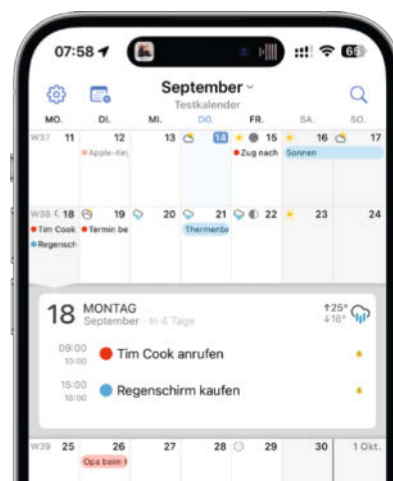 07:58
65
September
Testkalender
MO. DI. MI. DO. FR. SA. SO.
W37 11 12 13 14 15 16 17
Apple-Key
Zug nach
Sonnen
W38 18 19 20 21 22 23 24
Tim Cook
Termin be
Thermenbe
Regensch
18 MONTAG
September · In 4 Tage
↑25°
↓16°
09:00 Tim Cook anrufen
10:00
15:00 Regenschirm kaufen
16:00
W39 25 26 27 28 29 30 1 Okt.
Opa beim